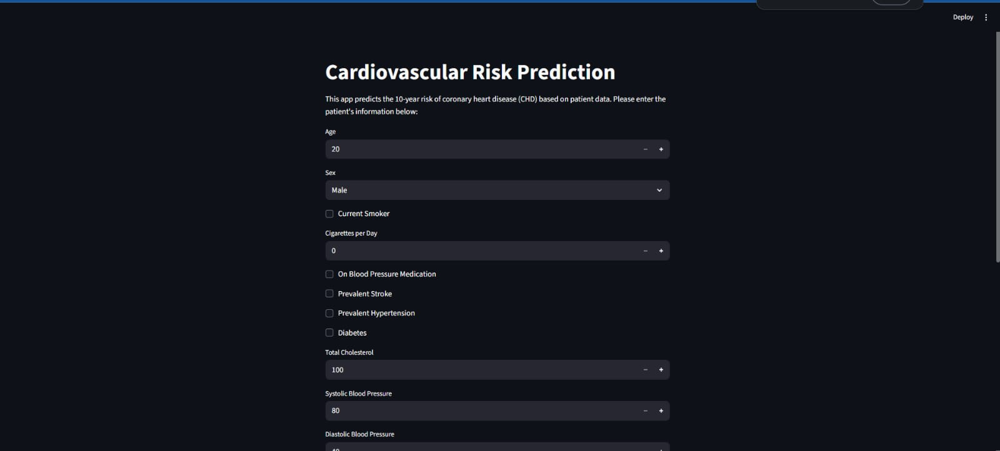 Deploy
Cardiovascular Risk Prediction
This app predicts the 10-year risk of coronary heart disease (CHD) based on patient data. Please enter the
patient's information below:
Age
20
Sex
Male
Current Smoker
Cigarettes per Day
0
On Blood Pressure Medication
Prevalent Stroke
Prevalent Hypertension
Diabetes
Total Cholesterol
100
Systolic Blood Pressure
80
Diastolic Blood Pressure